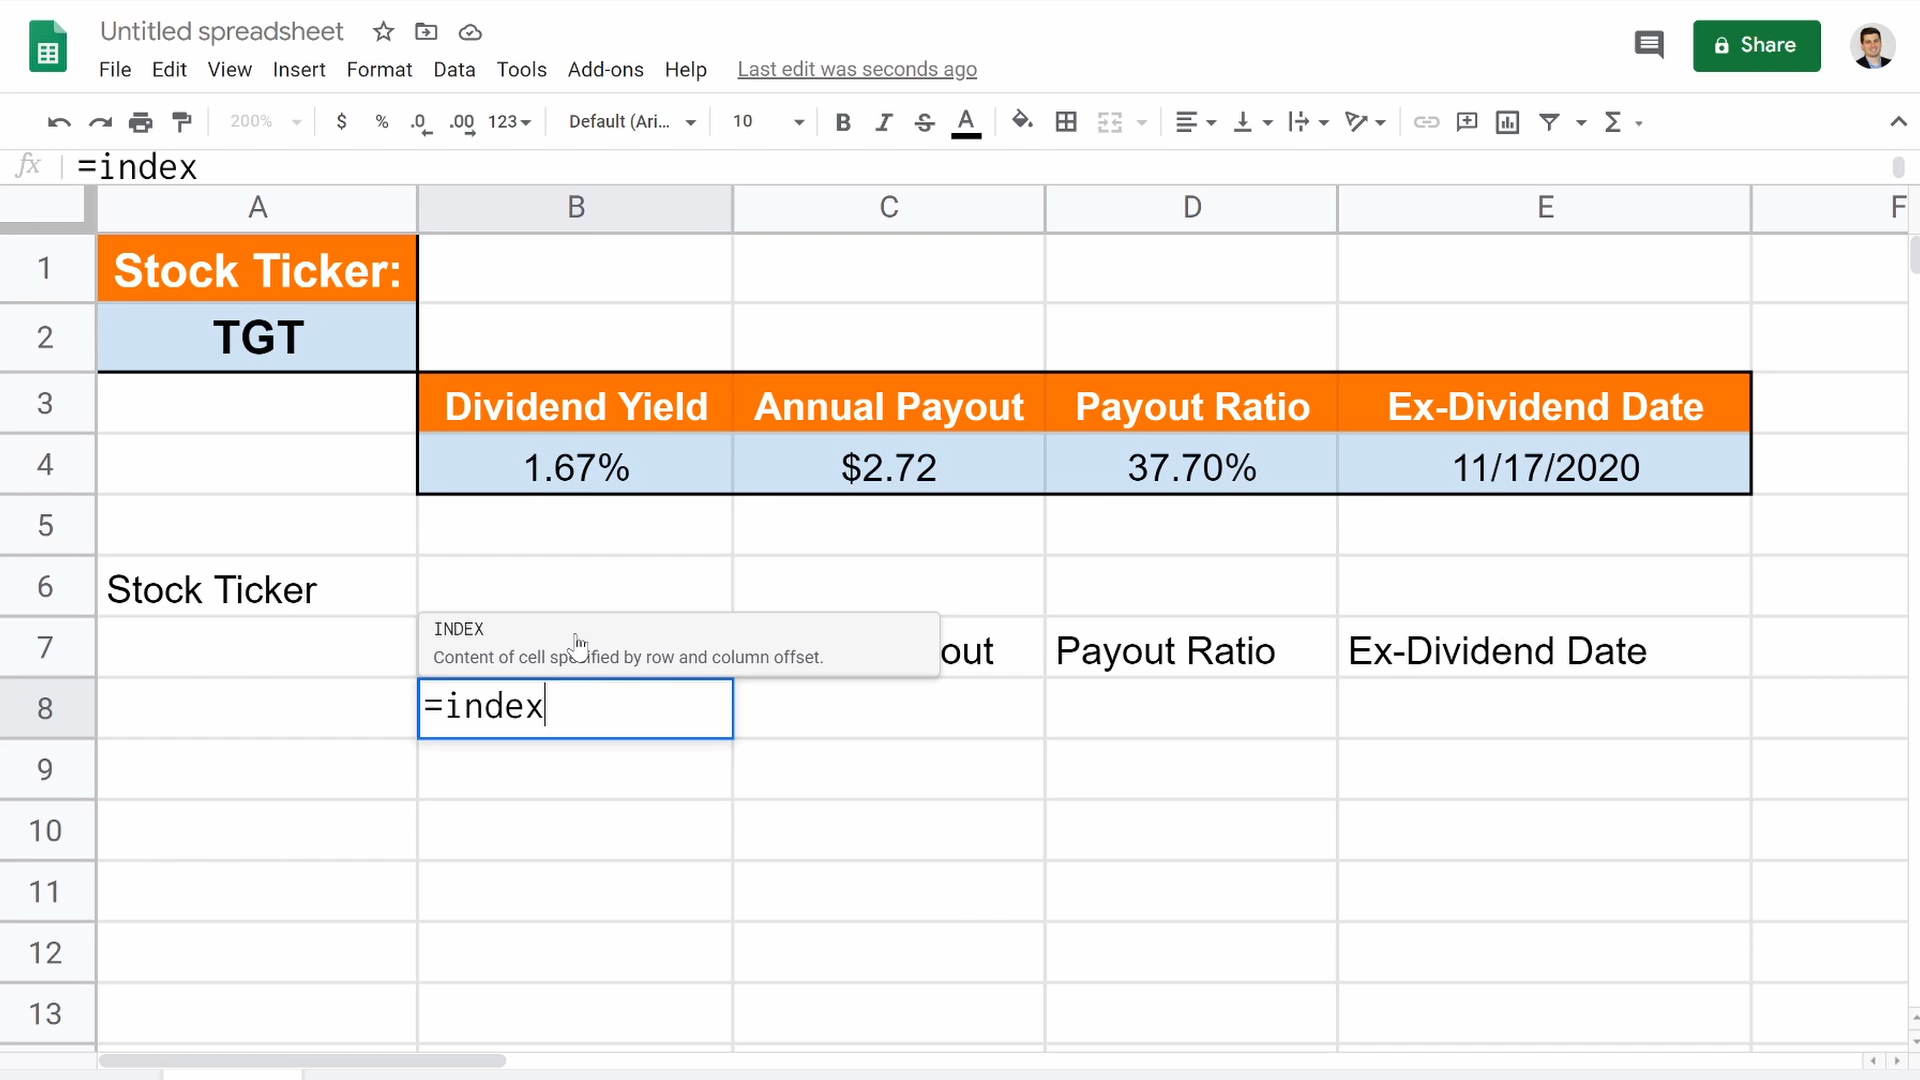 Untitled spreadsheet
File Edit View Insert Format Data Tools Add-ons Help Last edit was seconds ago
Share
200% $ % .0 .00 123 Default (Ari... 10 B I S A Σ
fx =index
A B C D E F
1 Stock Ticker:
2 TGT
3 Dividend Yield Annual Payout Payout Ratio Ex-Dividend Date
4 1.67% $2.72 37.70% 11/17/2020
5
6 Stock Ticker
INDEX
Content of cell specified by row and column offset.
7 out Payout Ratio Ex-Dividend Date
8 =index
9
10
11
12
13